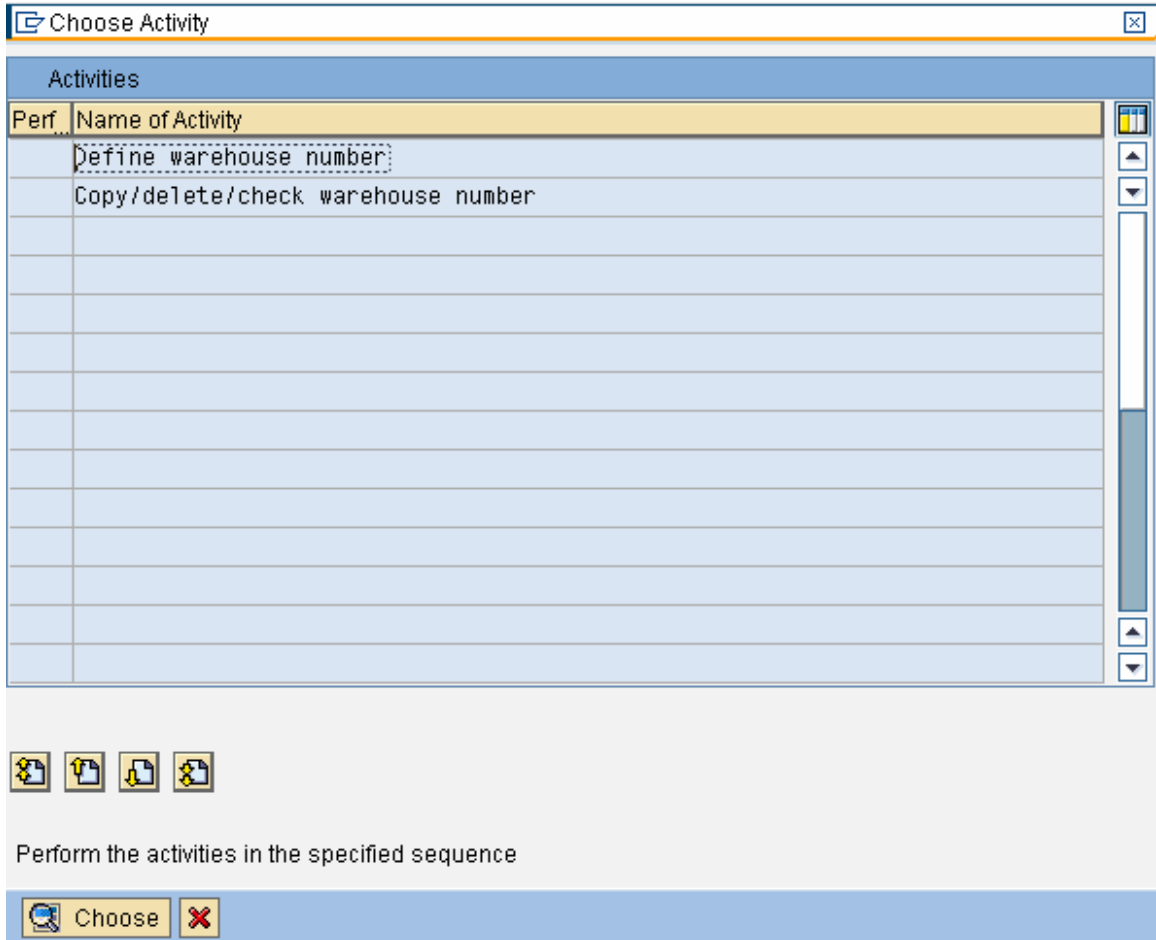 Choose Activity
Activities
Perf... Name of Activity
Define warehouse number
Copy/delete/check warehouse number
Perform the activities in the specified sequence
Choose